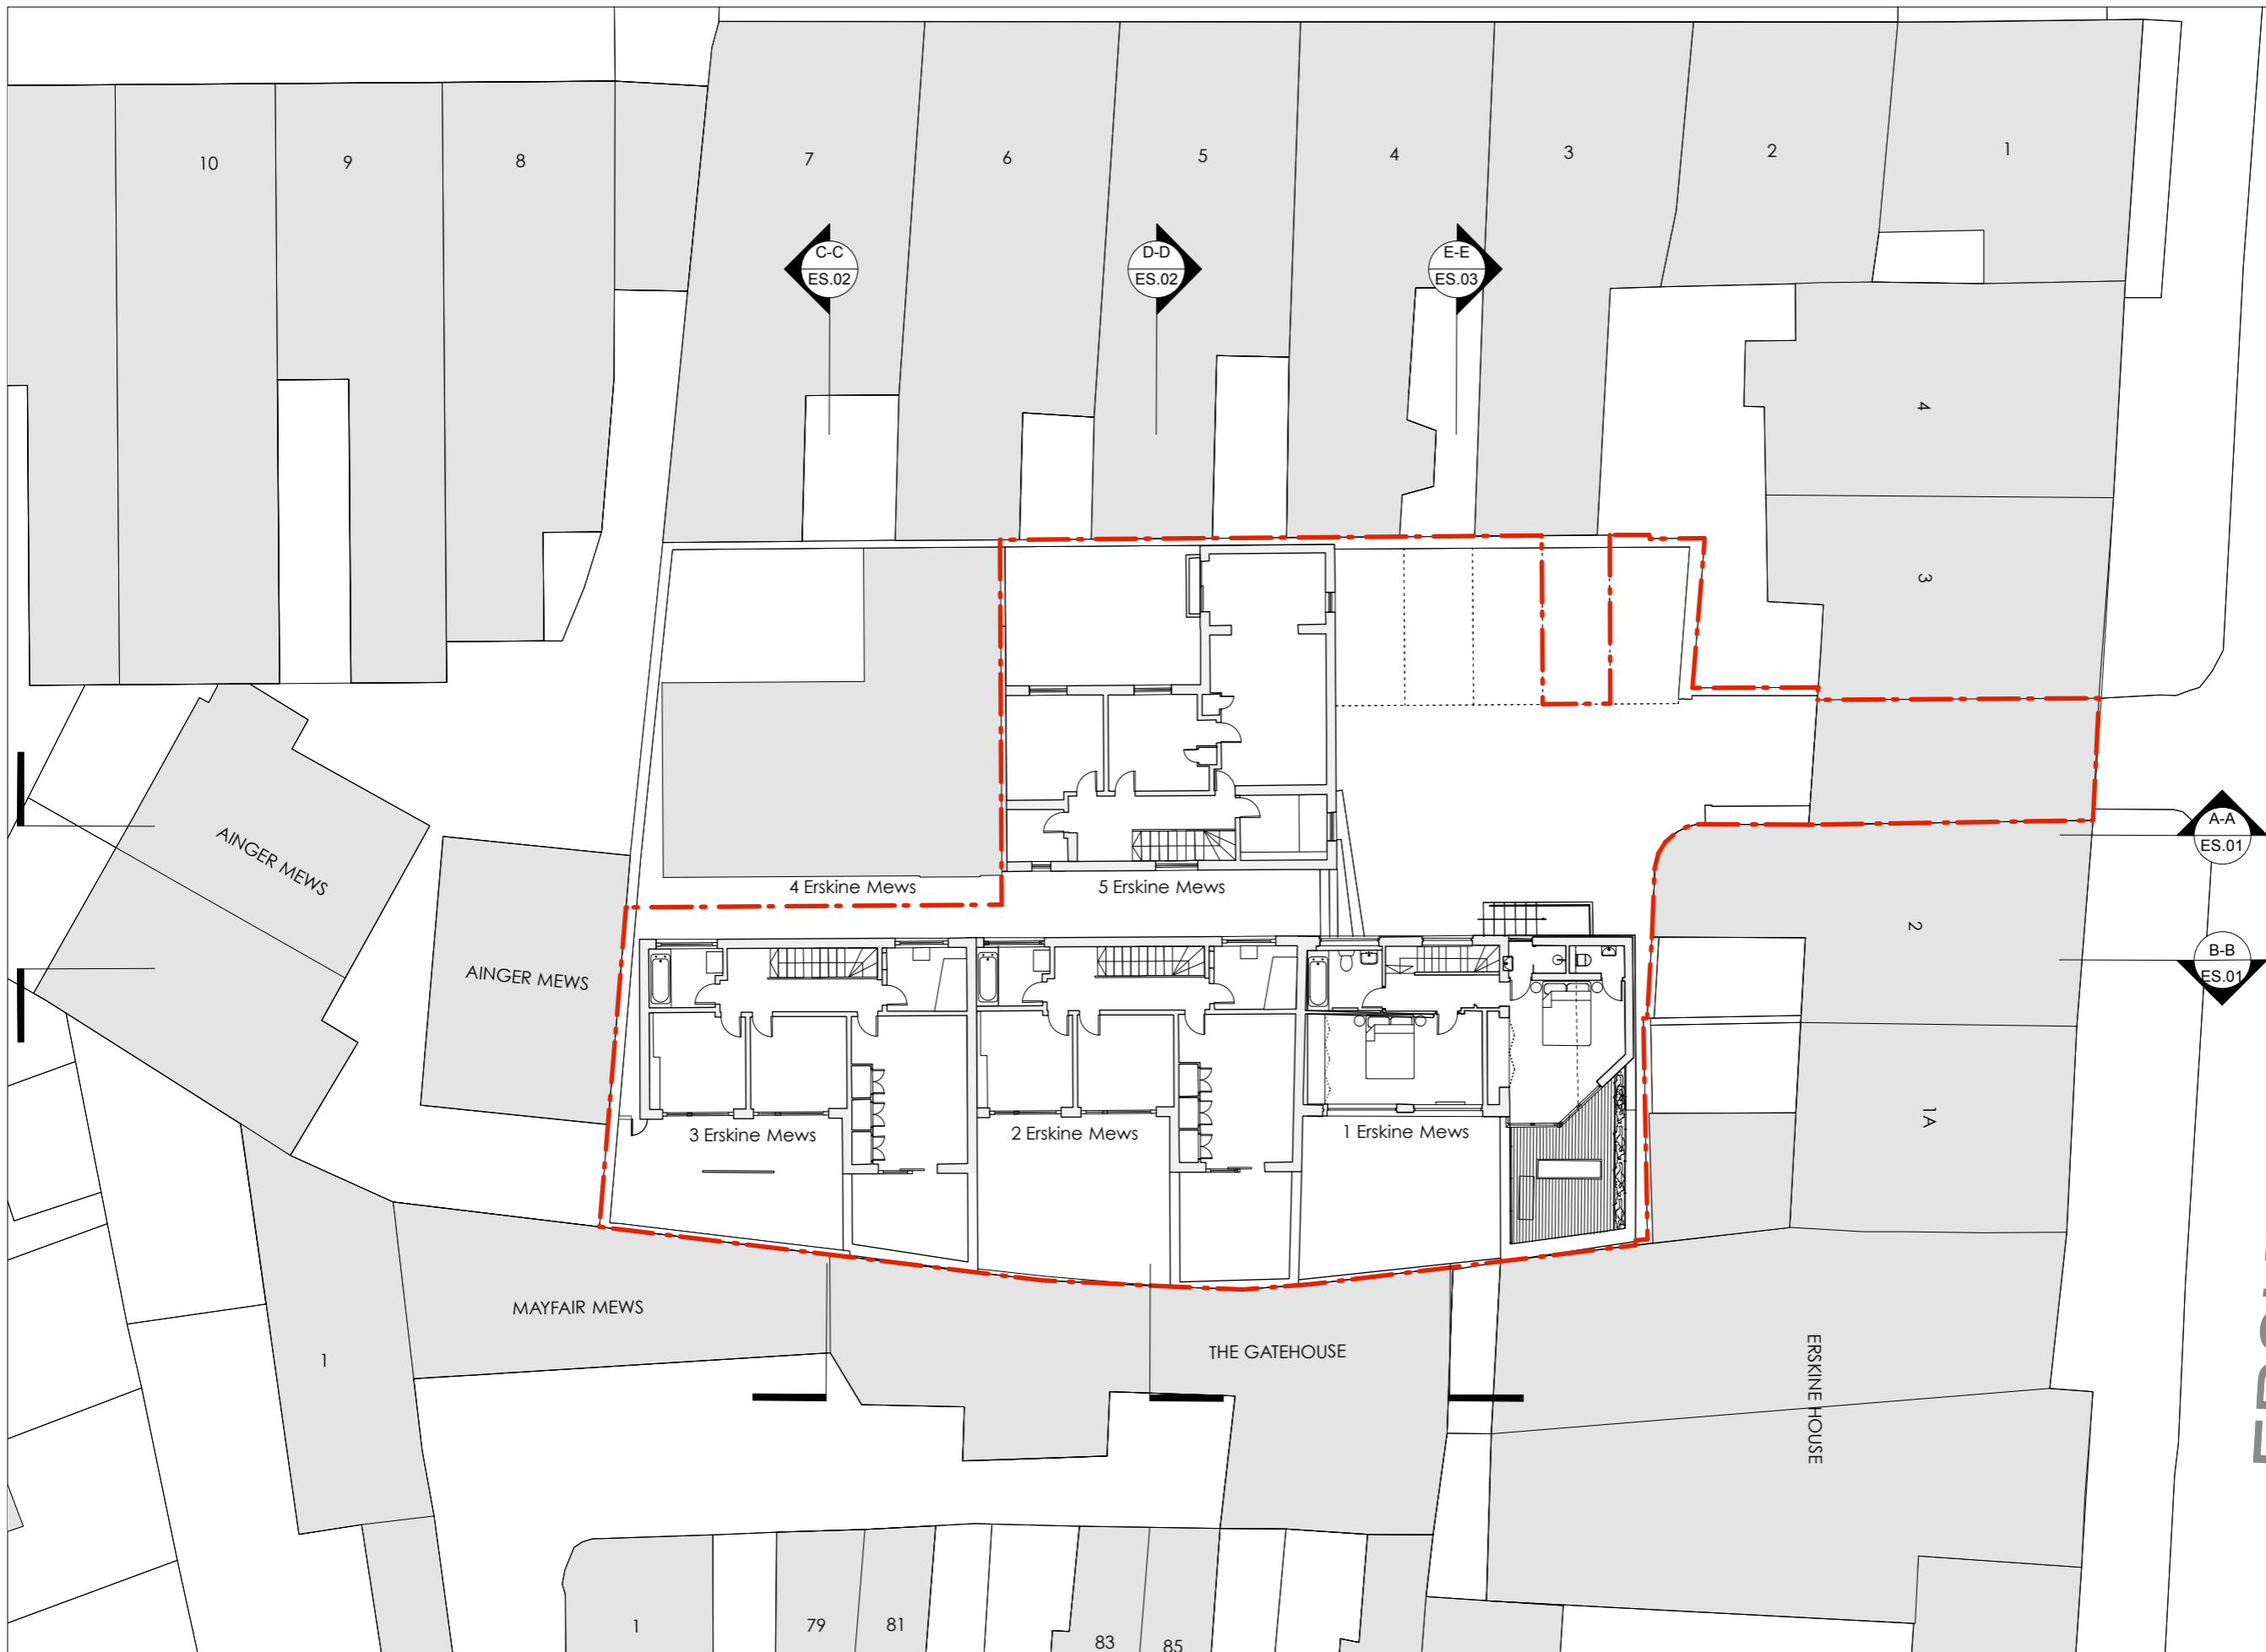 10
9
8
7
6
5
4
3
2
1
C-C
ES.02
D-D
ES.02
E-E
ES.03
4
3
AINGER MEWS
AINGER MEWS
4 Erskine Mews
5 Erskine Mews
A-A
ES.01
2
B-B
ES.01
3 Erskine Mews
2 Erskine Mews
1 Erskine Mews
1A
MAYFAIR MEWS
THE GATEHOUSE
ERSKINE HOUSE
1
1
79
81
83
85